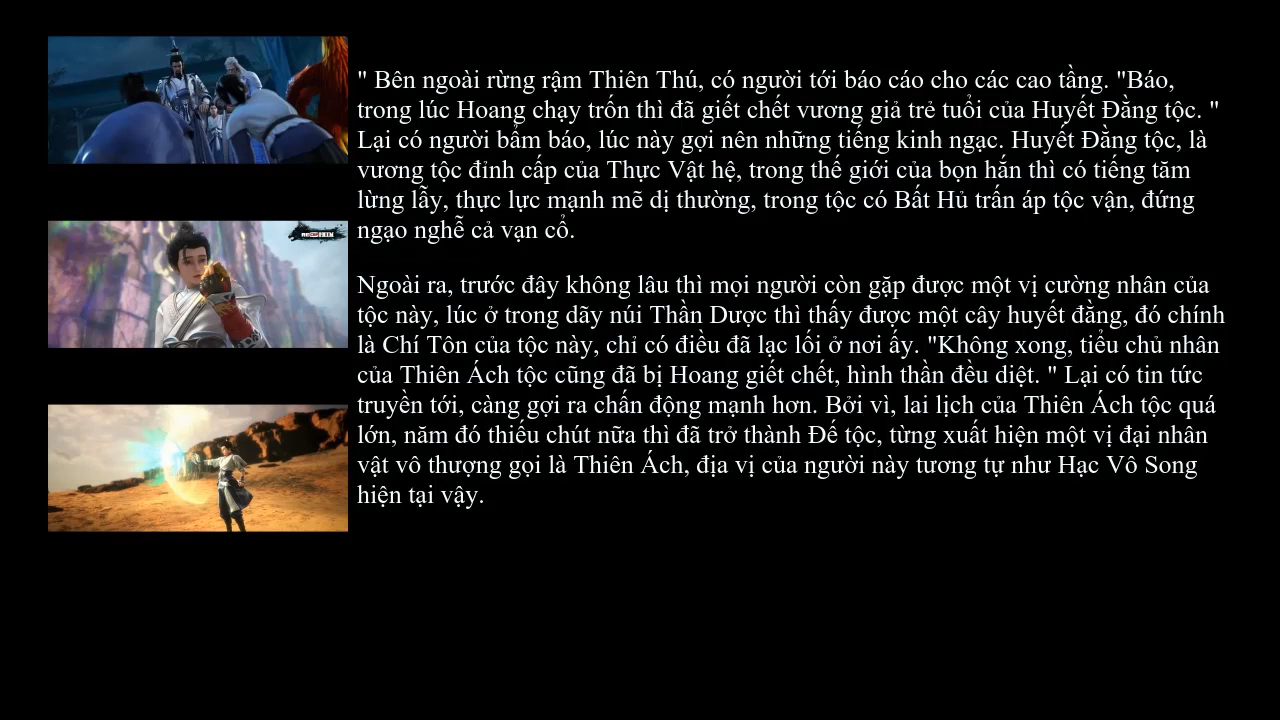 " Bên ngoài rừng rậm Thiên Thú, có người tới báo cáo cho các cao tầng. "Báo,
trong lúc Hoang chạy trốn thì đã giết chết vương giả trẻ tuổi của Huyết Đằng tộc. "
Lại có người bẩm báo, lúc này gợi nên những tiếng kinh ngạc. Huyết Đằng tộc, là
vương tộc đỉnh cấp của Thực Vật hệ, trong thế giới của bọn hắn thì có tiếng tăm
lừng lẫy, thực lực mạnh mẽ dị thường, trong tộc có Bất Hủ trấn áp tộc vận, đứng
ngạo nghễ cả vạn cổ.
Ngoài ra, trước đây không lâu thì mọi người còn gặp được một vị cường nhân của
tộc này, lúc ở trong dãy núi Thần Dược thì thấy được một cây huyết đằng, đó chính
là Chí Tôn của tộc này, chỉ có điều đã lạc lối ở nơi ấy. "Không xong, tiểu chủ nhân
của Thiên Ách tộc cũng đã bị Hoang giết chết, hình thần đều diệt. " Lại có tin tức
truyền tới, càng gợi ra chấn động mạnh hơn. Bởi vì, lai lịch của Thiên Ách tộc quá
lớn, năm đó thiếu chút nữa thì đã trở thành Đế tộc, từng xuất hiện một vị đại nhân
vật vô thượng gọi là Thiên Ách, địa vị của người này tương tự như Hạc Vô Song
hiện tại vậy.